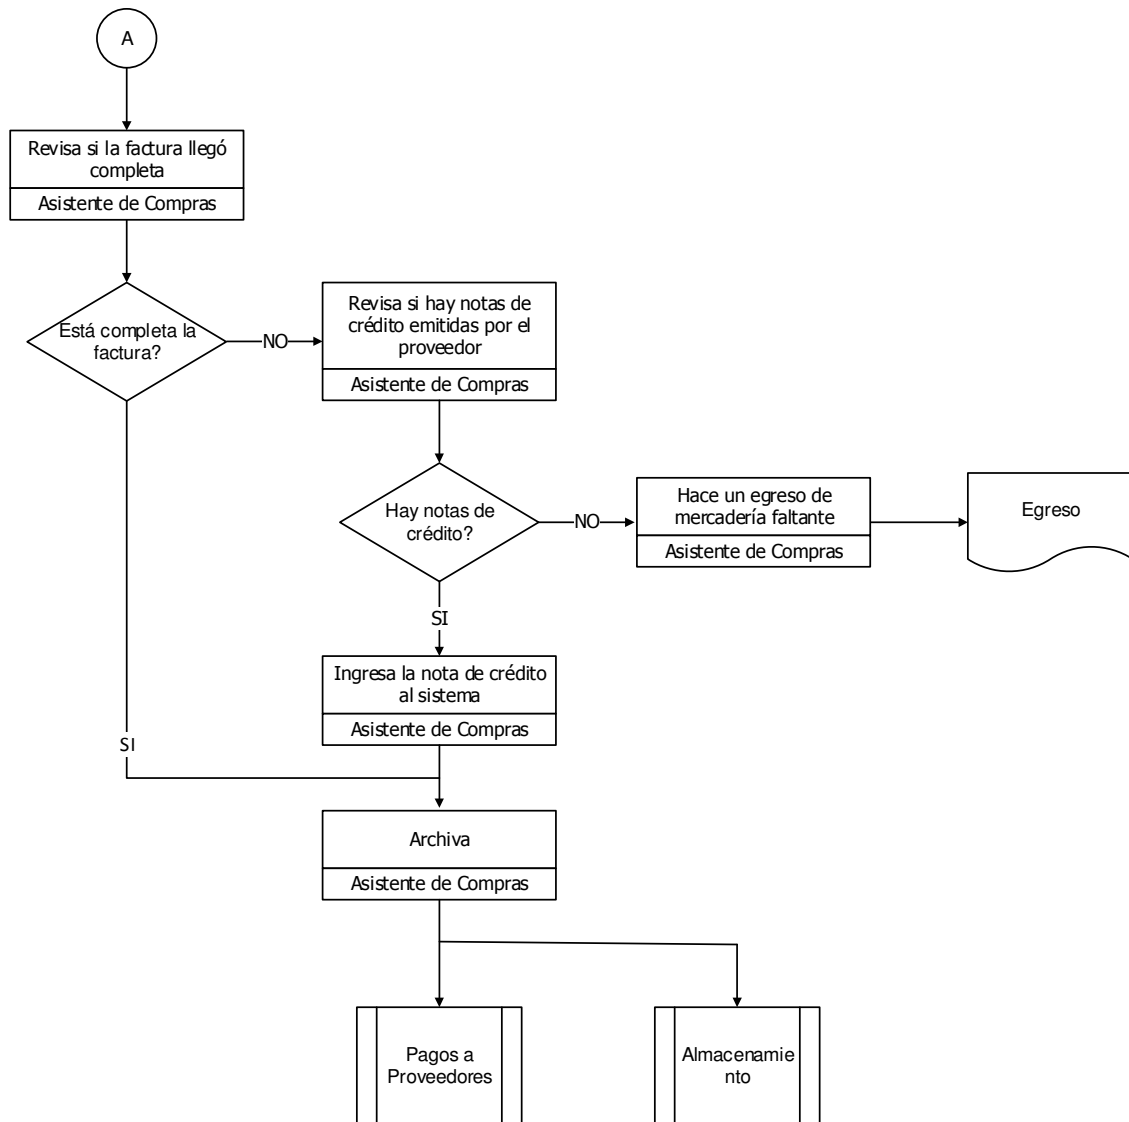 A
Revisa si la factura llegó
completa
Asistente de Compras
Está completa la
factura?
NO
Revisa si hay notas de
crédito emitidas por el
proveedor
Asistente de Compras
Hay notas de
crédito?
NO
Hace un egreso de
mercadería faltante
Asistente de Compras
Egreso
SI
Ingresa la nota de crédito
al sistema
Asistente de Compras
SI
Archiva
Asistente de Compras
Pagos a
Proveedores
Almacenamie
nto